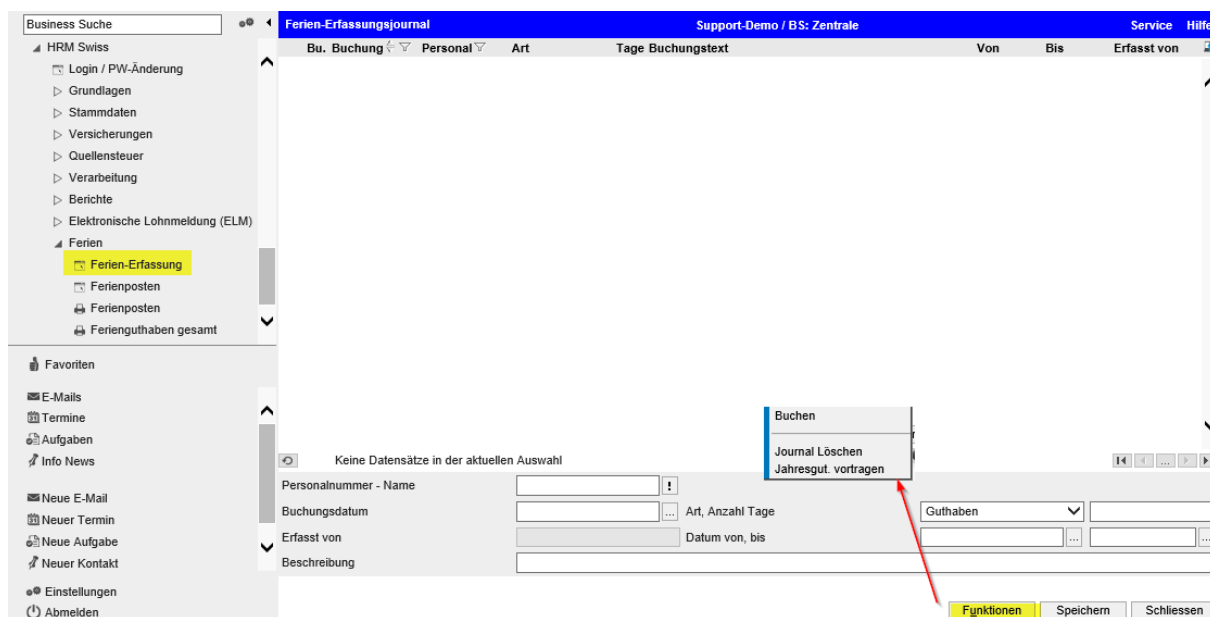 Business Suche
HRM Swiss
Login / PW-Änderung
Grundlagen
Stammdaten
Versicherungen
Quellensteuer
Verarbeitung
Berichte
Elektronische Lohnmeldung (ELM)
Ferien
Ferien-Erfassung
Ferienposten
Ferienposten
Ferienguthaben gesamt
Favoriten
E-Mails
Termine
Aufgaben
Info News
Neue E-Mail
Neuer Termin
Neue Aufgabe
Neuer Kontakt
Einstellungen
Abmelden
Ferien-Erfassungsjournal Support-Demo / BS: Zentrale Service Hilfe
Bu. Buchung Personal Art Tage Buchungstext Von Bis Erfasst von
Buchen
Journal Löschen
Jahresgut. vortragen
Keine Datensätze in der aktuellen Auswahl ...
Personalnummer - Name !
Buchungsdatum ... Art, Anzahl Tage Guthaben
Erfasst von Datum von, bis ... ...
Beschreibung
Funktionen Speichern Schliessen